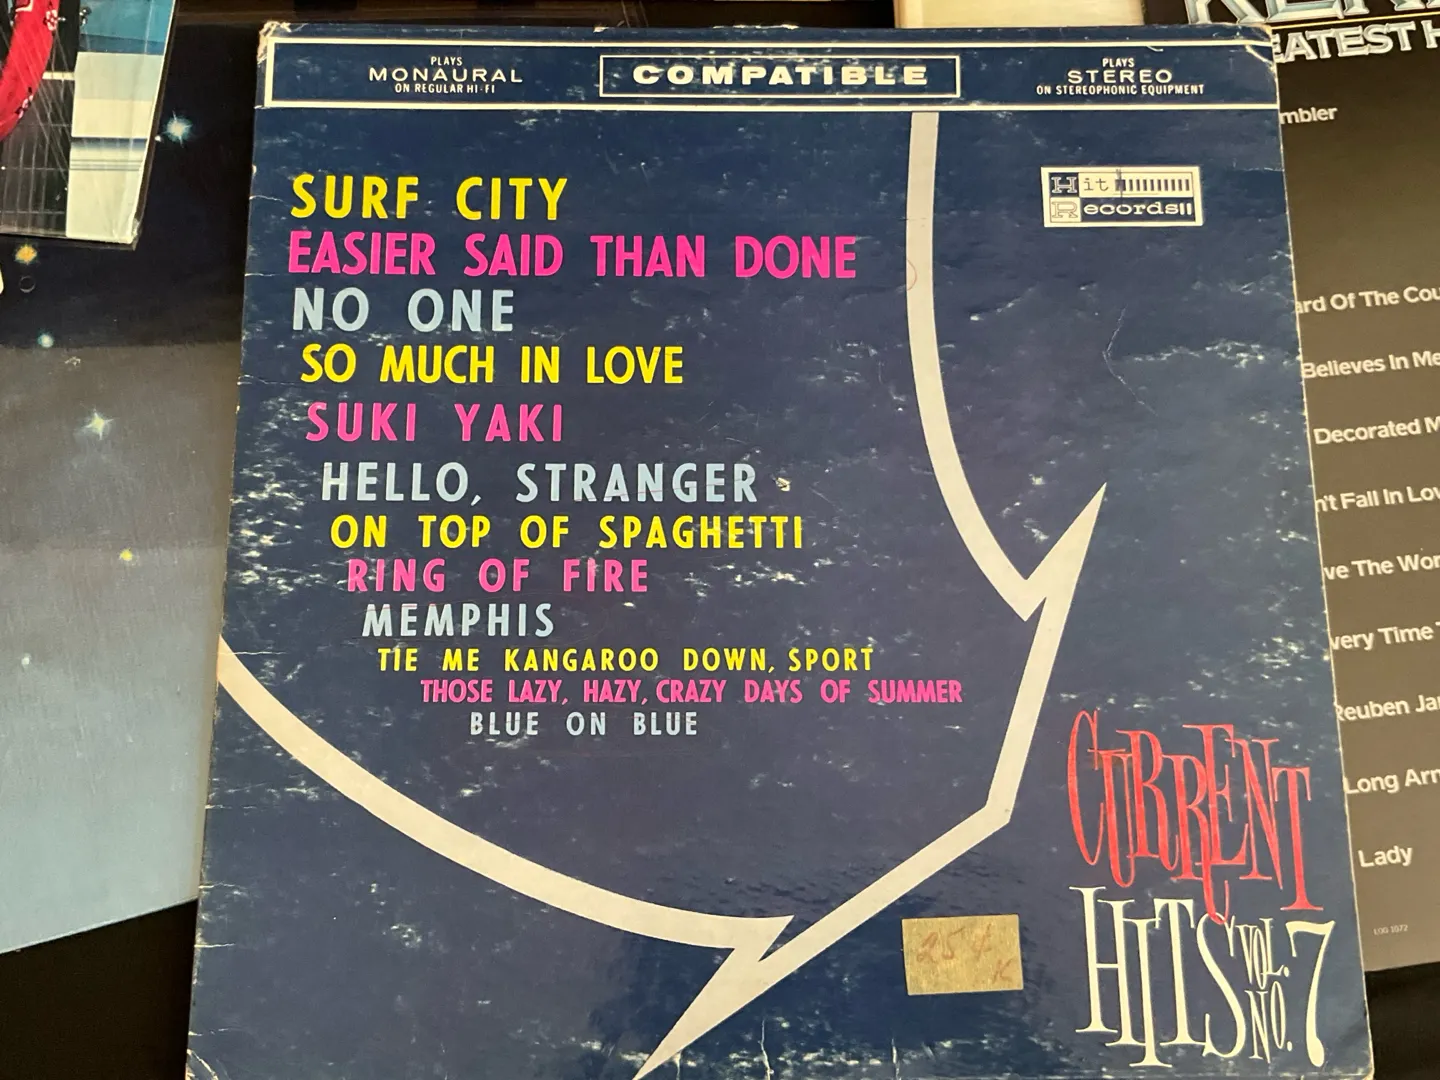 PLAYS
MONAURAL
ON REGULAR HI-FI
COMPATIBLE
PLAYS
STEREO
ON STEREOPHONIC EQUIPMENT
Hit
Records
SURF CITY
EASIER SAID THAN DONE
NO ONE
SO MUCH IN LOVE
SUKI YAKI
HELLO, STRANGER
ON TOP OF SPAGHETTI
RING OF FIRE
MEMPHIS
TIE ME KANGAROO DOWN, SPORT
THOSE LAZY, HAZY, CRAZY DAYS OF SUMMER
BLUE ON BLUE
CURRENT
HITS VOL. NO. 7
25¢
K
EATEST H
mbler
ard Of The Cou
Believes In Me
Decorated M
n't Fall In Lov
ve The Wor
very Time
Reuben Ja
Long Arm
Lady